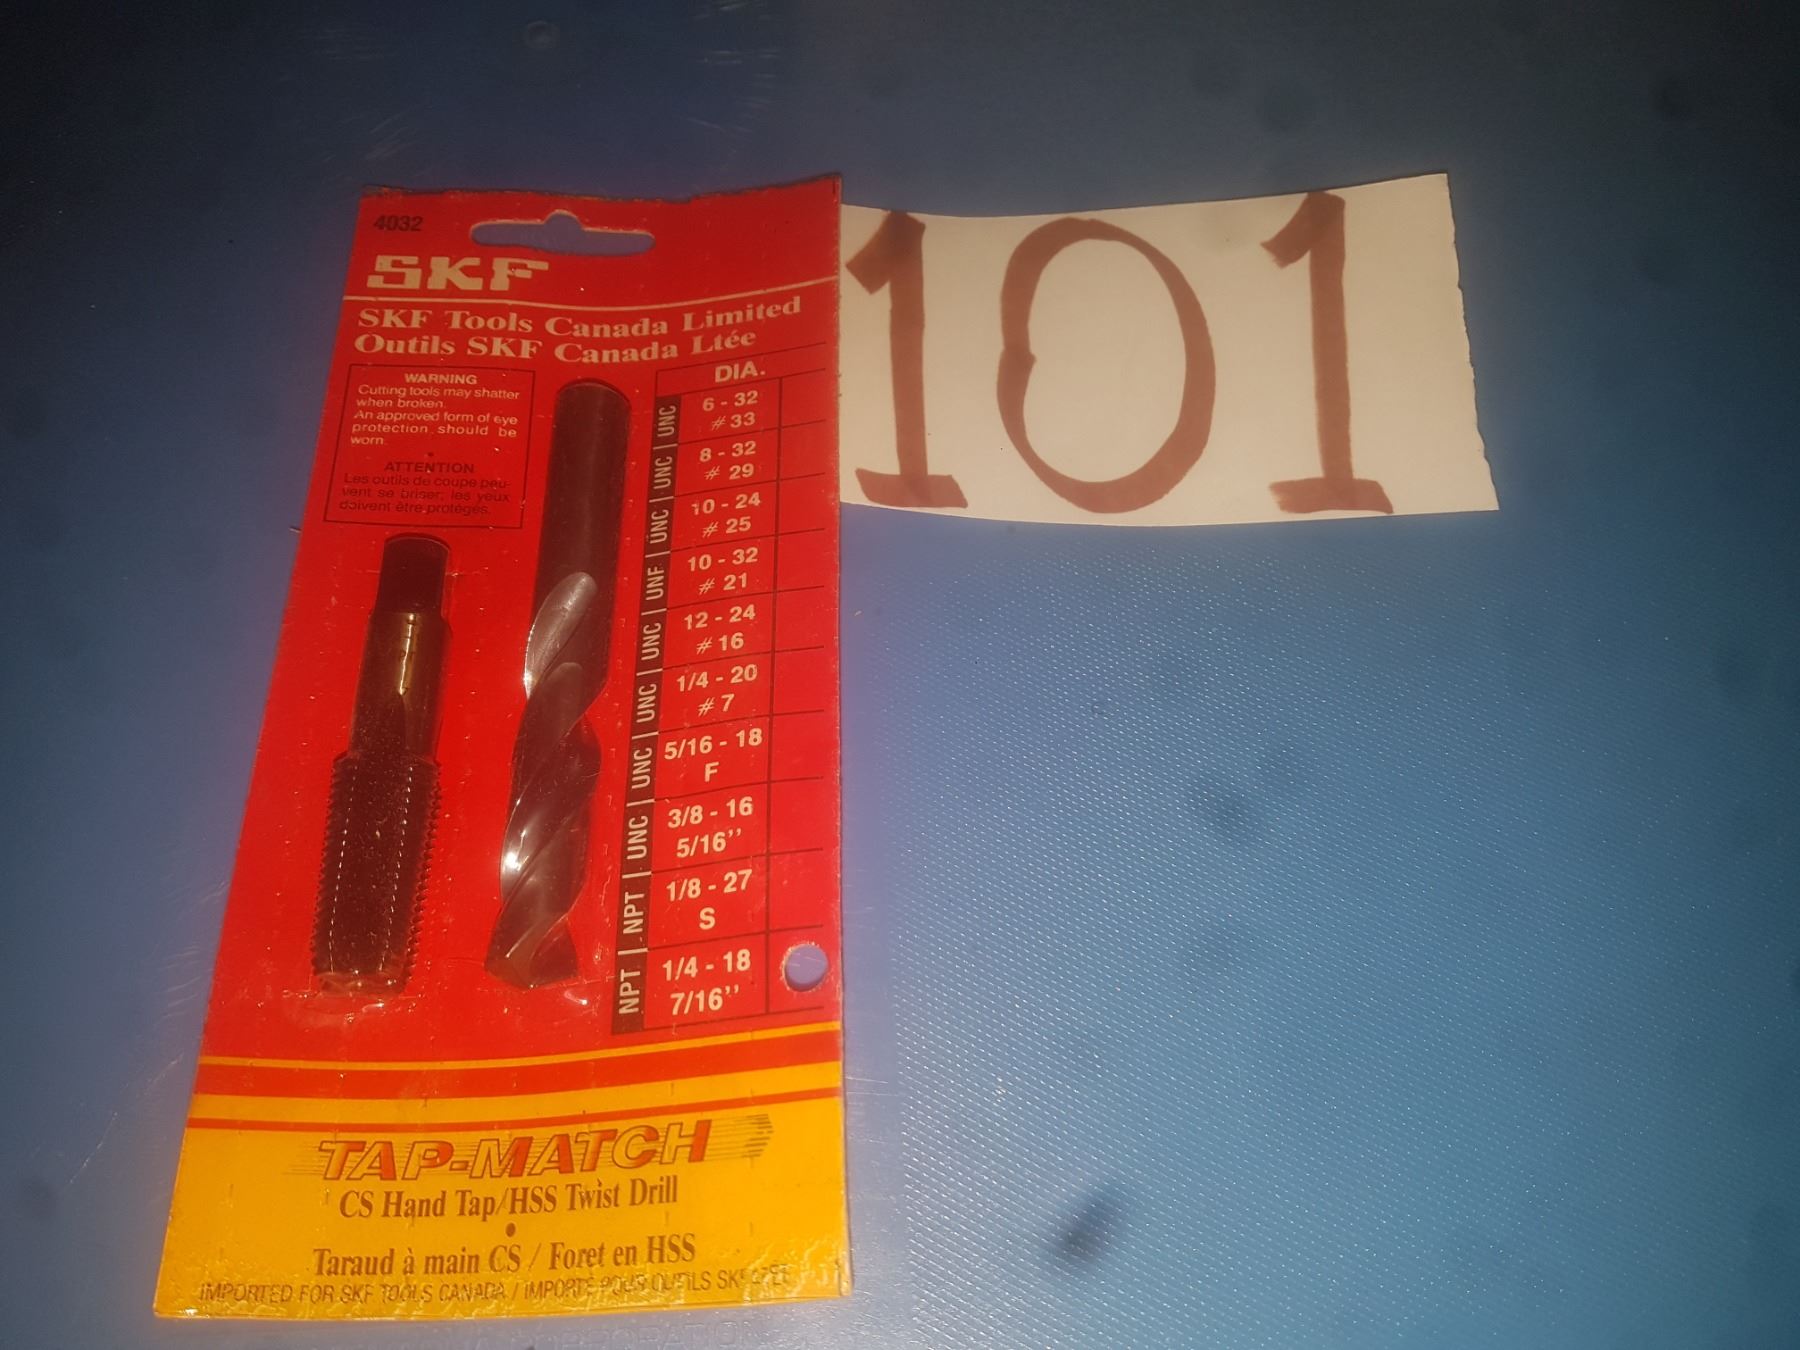 4032
SKF
SKF Tools Canada Limited
Outils SKF Canada Ltée
WARNING
Cutting tools may shatter
when broken.
An approved form of eye
protection should be
worn.
ATTENTION
Les outils de coupe peu-
vent se briser; les yeux
doivent être protégés.
DIA.
UNC
6 - 32
# 33
UNC
8 - 32
# 29
UNC
10 - 24
# 25
UNF
10 - 32
# 21
UNC
12 - 24
# 16
UNC
1/4 - 20
# 7
UNC
5/16 - 18
F
UNC
3/8 - 16
5/16’’
NPT
1/8 - 27
S
NPT
1/4 - 18
7/16’’
TAP-MATCH
CS Hand Tap/HSS Twist Drill
•
Taraud à main CS / Foret en HSS
IMPORTED FOR SKF TOOLS CANADA / IMPORTÉ POUR OUTILS SKF
101